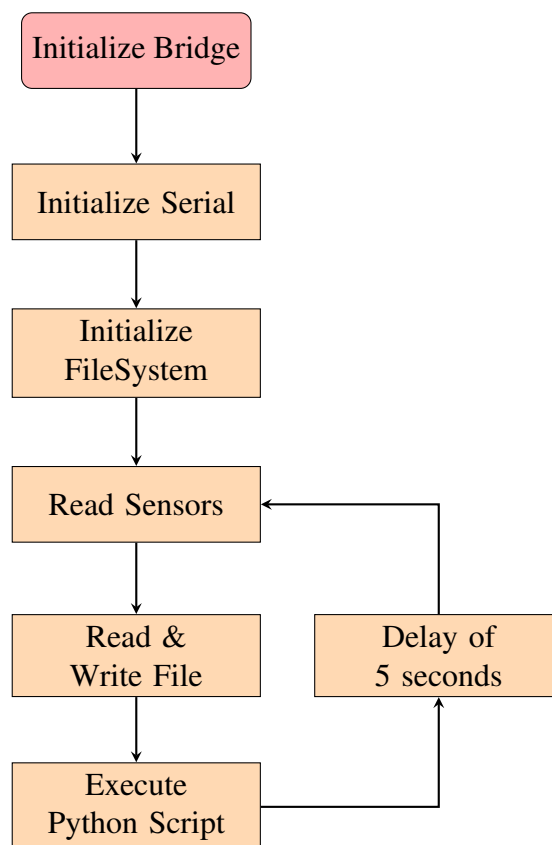 Initialize Bridge
Initialize Serial
Initialize
FileSystem
Read Sensors
Read &
Write File
Delay of
5 seconds
Execute
Python Script